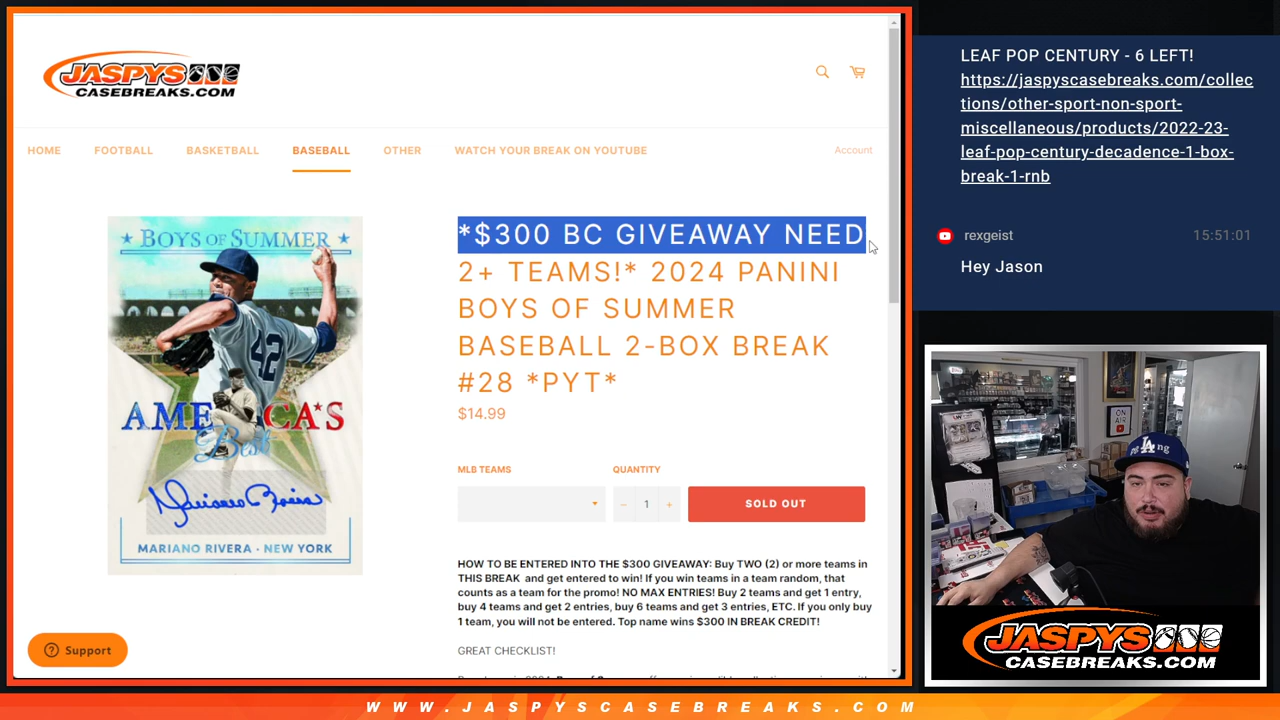 JASPYS
CASEBREAKS.COM
HOME FOOTBALL BASKETBALL BASEBALL OTHER WATCH YOUR BREAK ON YOUTUBE Account
BOYS OF SUMMER
42
AMERICA'S
Best
MARIANO RIVERA · NEW YORK
*$300 BC GIVEAWAY NEED
2+ TEAMS!* 2024 PANINI
BOYS OF SUMMER
BASEBALL 2-BOX BREAK
#28 *PYT*
$14.99
MLB TEAMS QUANTITY
− 1 + SOLD OUT
HOW TO BE ENTERED INTO THE $300 GIVEAWAY: Buy TWO (2) or more teams in
THIS BREAK and get entered to win! If you win teams in a team random, that
counts as a team for the promo! NO MAX ENTRIES! Buy 2 teams and get 1 entry,
buy 4 teams and get 2 entries, buy 6 teams and get 3 entries, ETC. If you only buy
1 team, you will not be entered. Top name wins $300 IN BREAK CREDIT!
GREAT CHECKLIST!
Support
LEAF POP CENTURY - 6 LEFT!
https://jaspyscasebreaks.com/collec
tions/other-sport-non-sport-
miscellaneous/products/2022-23-
leaf-pop-century-decadence-1-box-
break-1-rnb
rexgeist 15:51:01
Hey Jason
ON
AIR
LA
JASPYS
CASEBREAKS.COM
WWW.JASPYSCASEBREAKS.COM